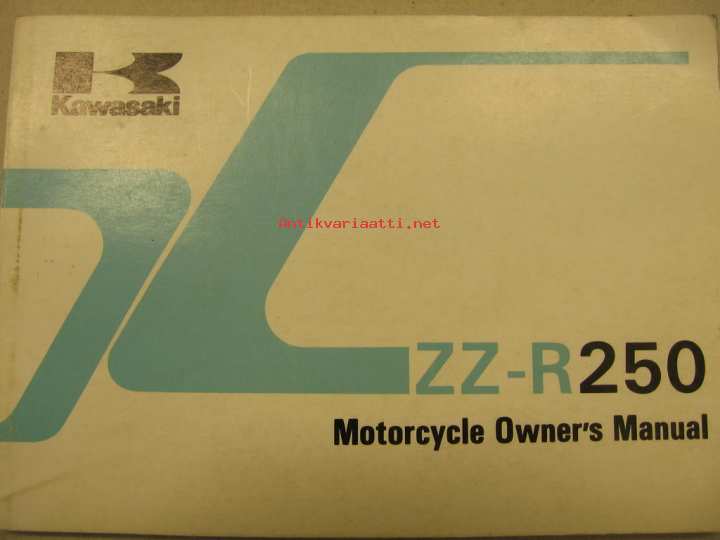 Kawasaki
Antikvariaatti.net
ZZ-R250
Motorcycle Owner's Manual